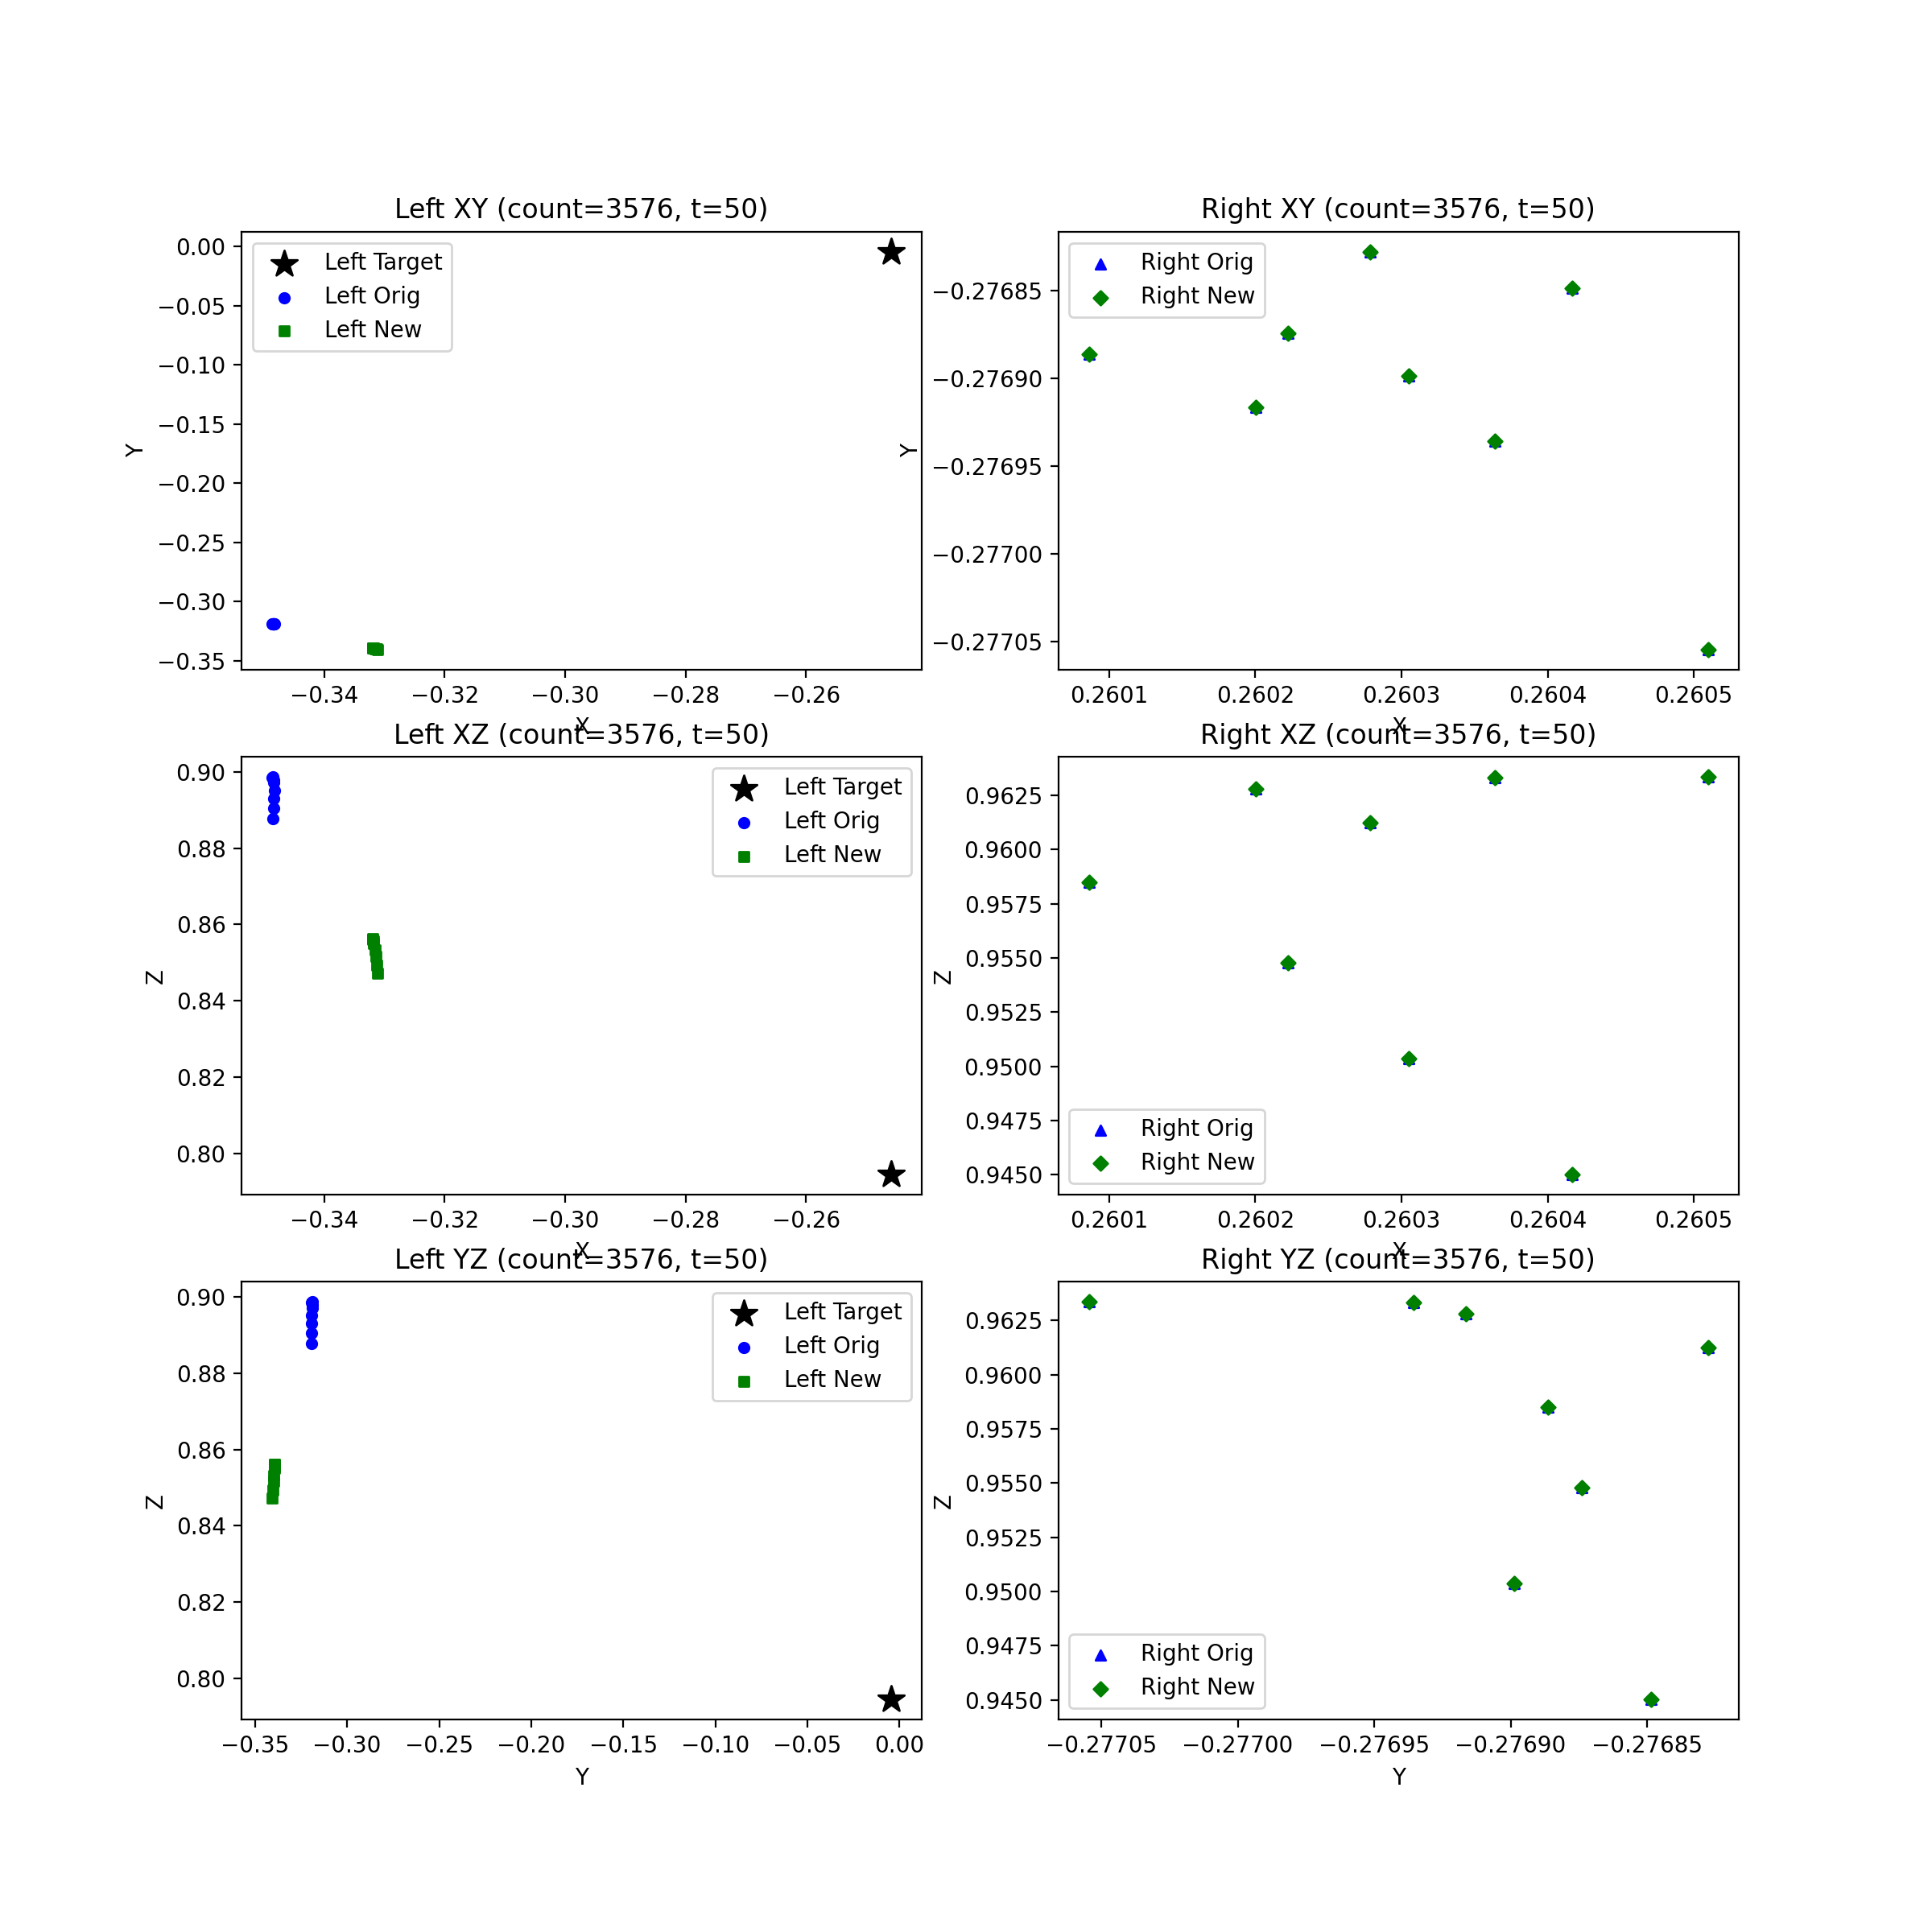 Left XY (count=3576, t=50)
Left Target
Left Orig
Left New
0.00
−0.05
−0.10
−0.15
−0.20
−0.25
−0.30
−0.35
Y
−0.34 −0.32 −0.30 −0.28 −0.26
X
Right XY (count=3576, t=50)
Right Orig
Right New
−0.27685
−0.27690
−0.27695
−0.27700
−0.27705
Y
0.2601 0.2602 0.2603 0.2604 0.2605
X
Left XZ (count=3576, t=50)
Left Target
Left Orig
Left New
0.90
0.88
0.86
0.84
0.82
0.80
Z
−0.34 −0.32 −0.30 −0.28 −0.26
X
Right XZ (count=3576, t=50)
0.9625
0.9600
0.9575
0.9550
0.9525
0.9500
0.9475
0.9450
Z
Right Orig
Right New
0.2601 0.2602 0.2603 0.2604 0.2605
X
Left YZ (count=3576, t=50)
Left Target
Left Orig
Left New
0.90
0.88
0.86
0.84
0.82
0.80
Z
−0.35 −0.30 −0.25 −0.20 −0.15 −0.10 −0.05 0.00
Y
Right YZ (count=3576, t=50)
0.9625
0.9600
0.9575
0.9550
0.9525
0.9500
0.9475
0.9450
Z
Right Orig
Right New
−0.27705 −0.27700 −0.27695 −0.27690 −0.27685
Y